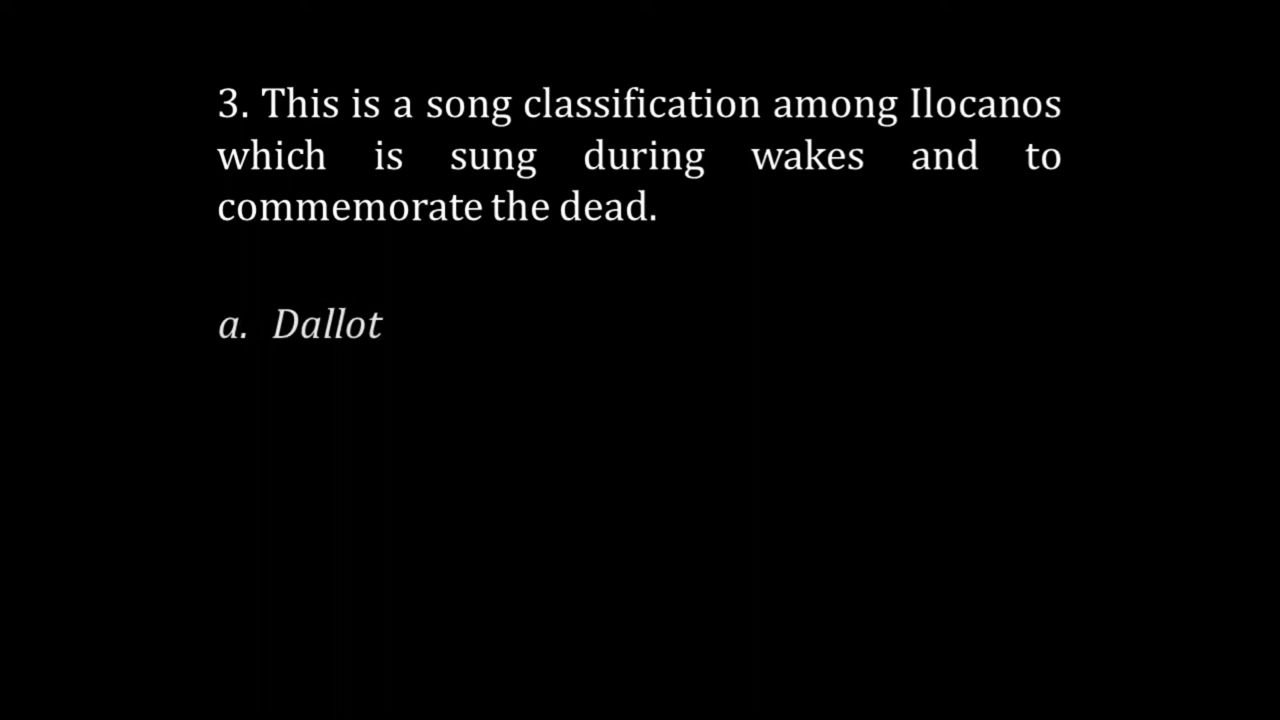 3. This is a song classification among Ilocanos
which is sung during wakes and to
commemorate the dead.
a. Dallot